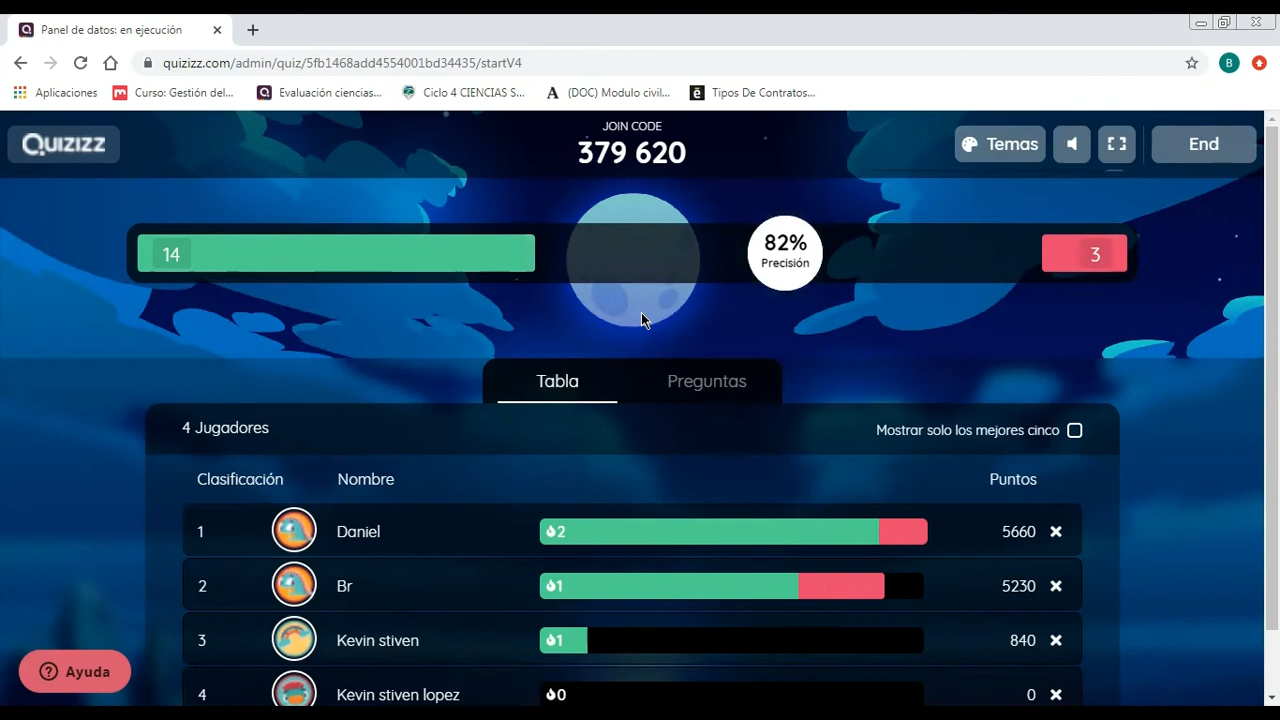 Panel de datos: en ejecución
quizizz.com/admin/quiz/5fb1468add4554001bd34435/startV4
B
Aplicaciones Curso: Gestión del... Evaluación ciencias... Ciclo 4 CIENCIAS S... (DOC) Modulo civil... Tipos De Contratos...
JOIN CODE
Quizizz 379 620 Temas End
14 82% 3
Precisión
Tabla Preguntas
4 Jugadores Mostrar solo los mejores cinco
Clasificación Nombre Puntos
1 Daniel 2 5660
2 Br 1 5230
3 Kevin stiven 1 840
Ayuda
4 Kevin stiven lopez 0 0